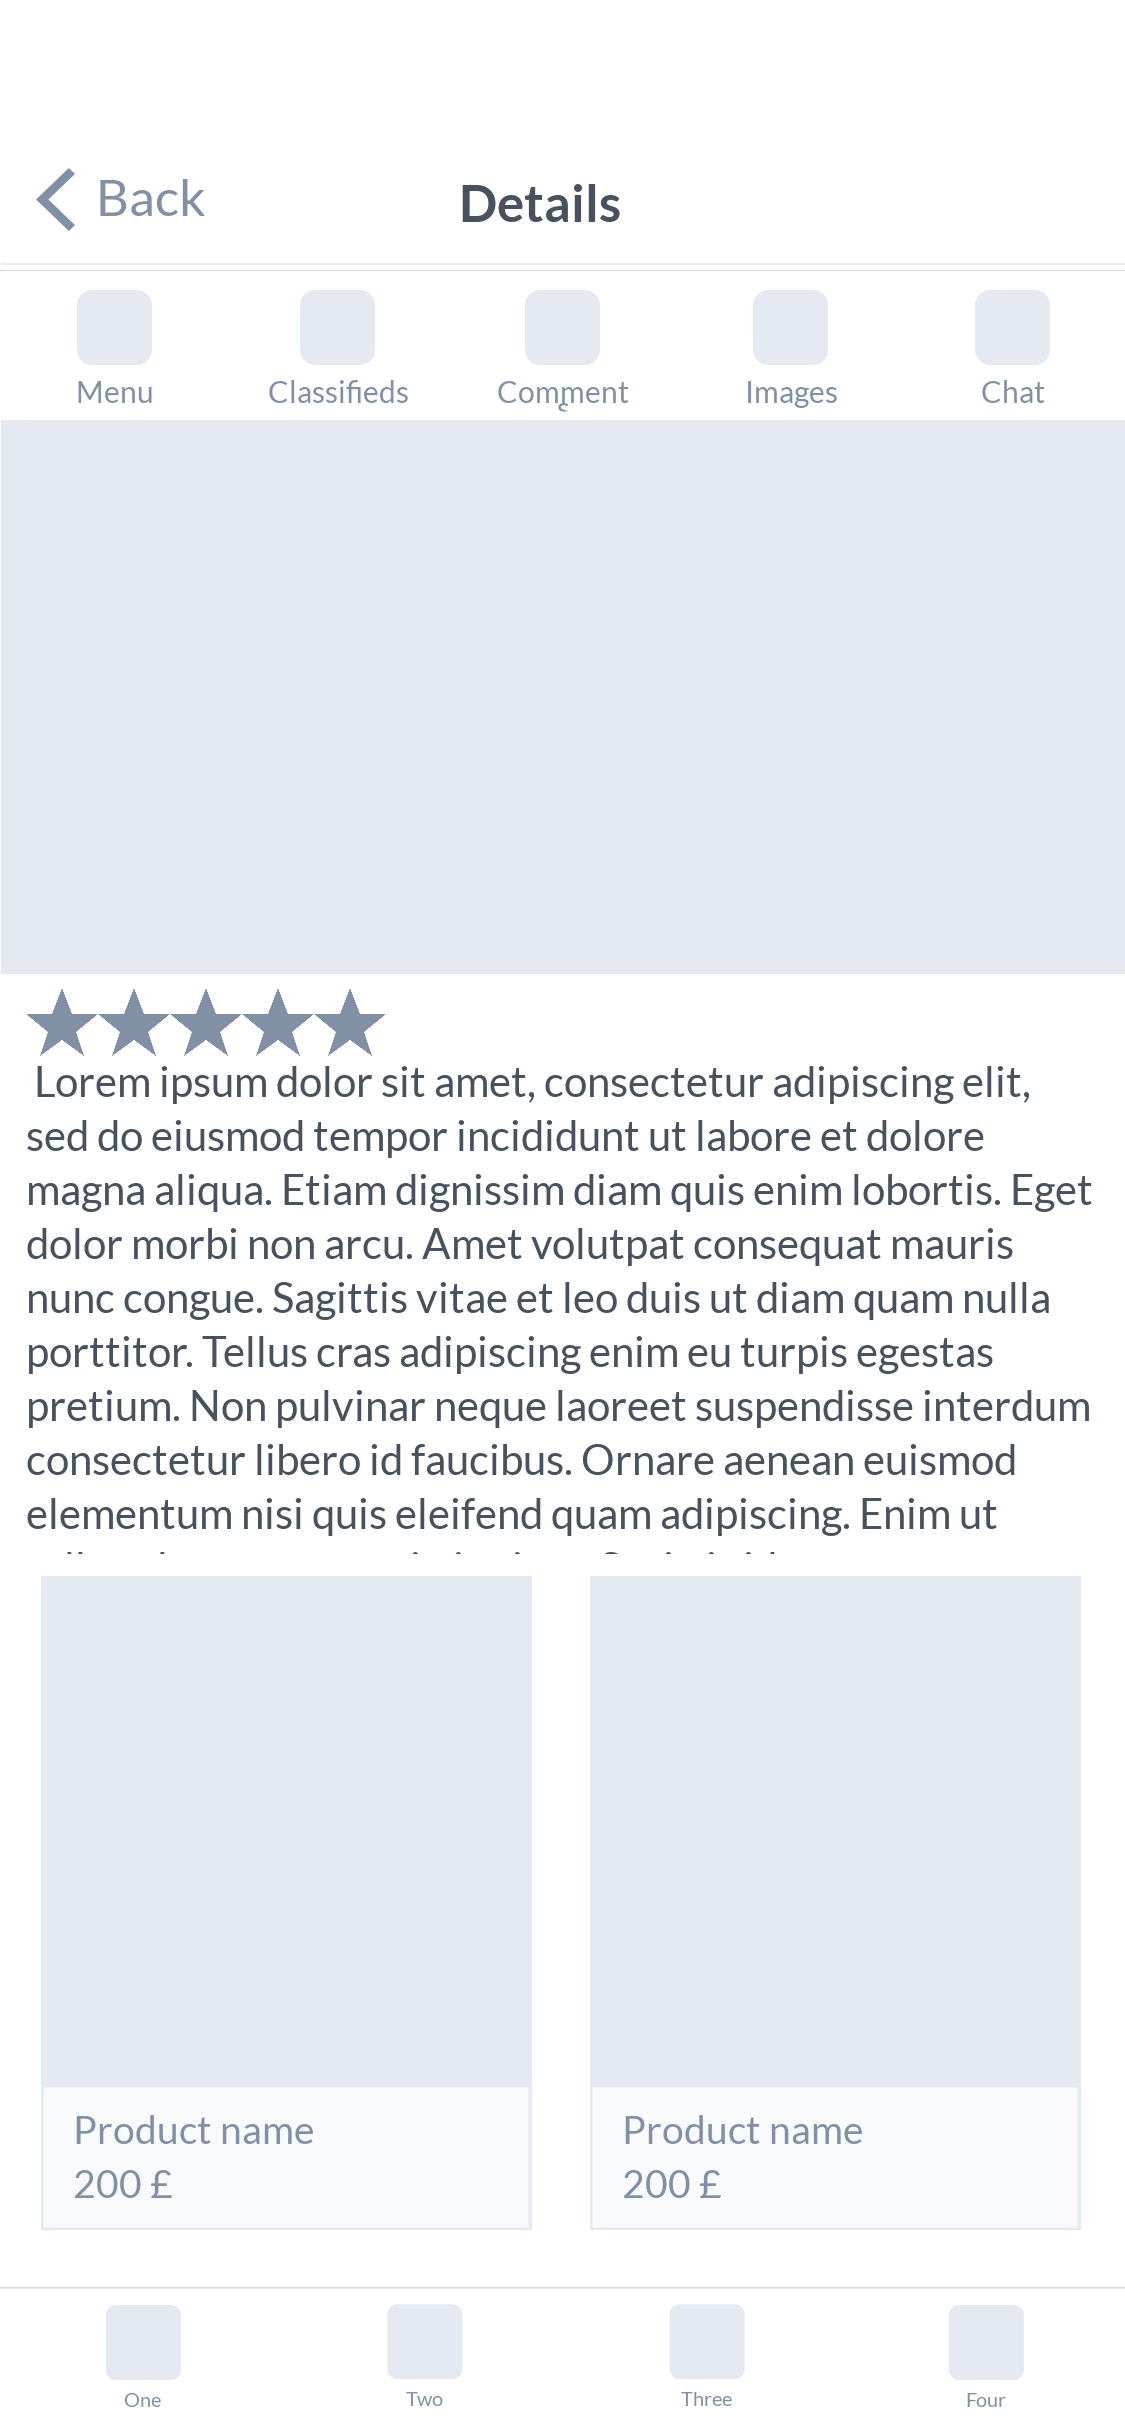 Back
Details
Menu
Classifieds
Comment
s
Images
Chat
Lorem ipsum dolor sit amet, consectetur adipiscing elit,
sed do eiusmod tempor incididunt ut labore et dolore
magna aliqua. Etiam dignissim diam quis enim lobortis. Eget
dolor morbi non arcu. Amet volutpat consequat mauris
nunc congue. Sagittis vitae et leo duis ut diam quam nulla
porttitor. Tellus cras adipiscing enim eu turpis egestas
pretium. Non pulvinar neque laoreet suspendisse interdum
consectetur libero id faucibus. Ornare aenean euismod
elementum nisi quis eleifend quam adipiscing. Enim ut
Product name
200 £
Product name
200 £
One
Two
Three
Four